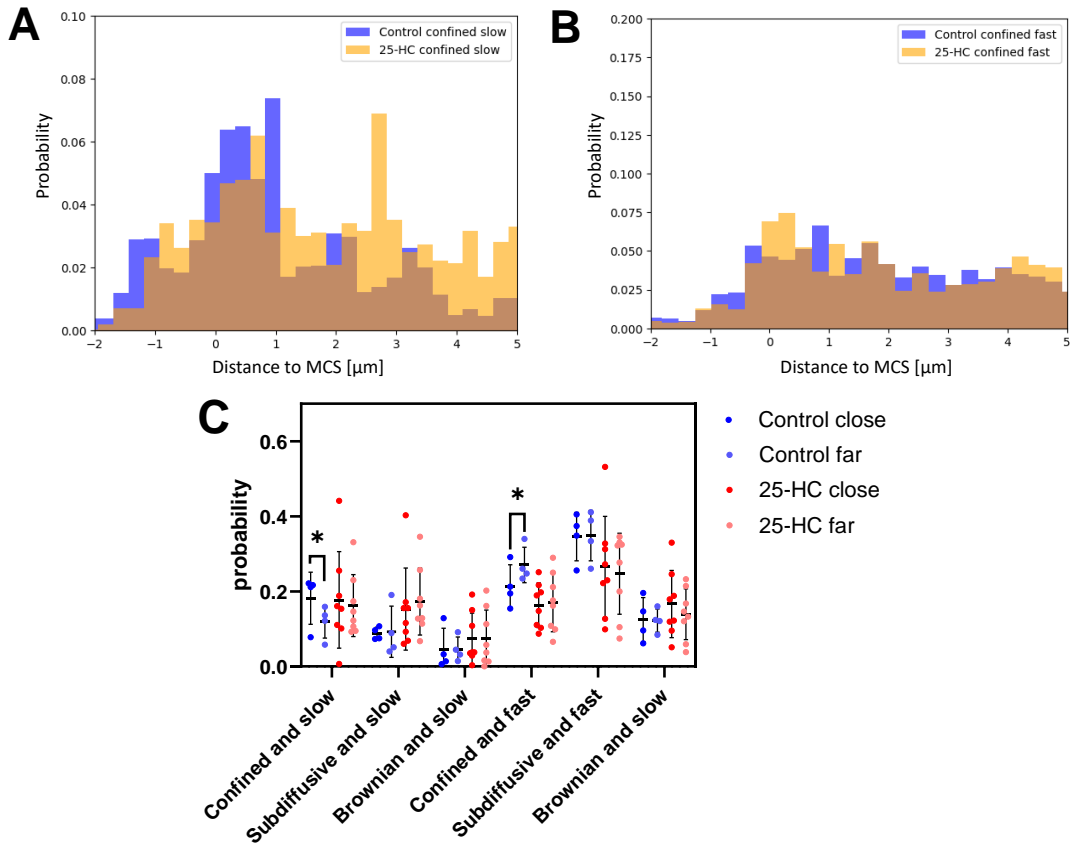 A
Control confined slow
25-HC confined slow
0.10
0.08
0.06
0.04
0.02
0.00
Probability
−2
−1
0
1
2
3
4
5
Distance to MCS [µm]
B
Control confined fast
25-HC confined fast
0.200
0.175
0.150
0.125
0.100
0.075
0.050
0.025
0.000
Probability
−2
−1
0
1
2
3
4
5
Distance to MCS [µm]
C
0.6
0.4
0.2
0.0
probability
*
*
Confined and slow
Subdiffusive and slow
Brownian and slow
Confined and fast
Subdiffusive and fast
Brownian and slow
Control close
Control far
25-HC close
25-HC far